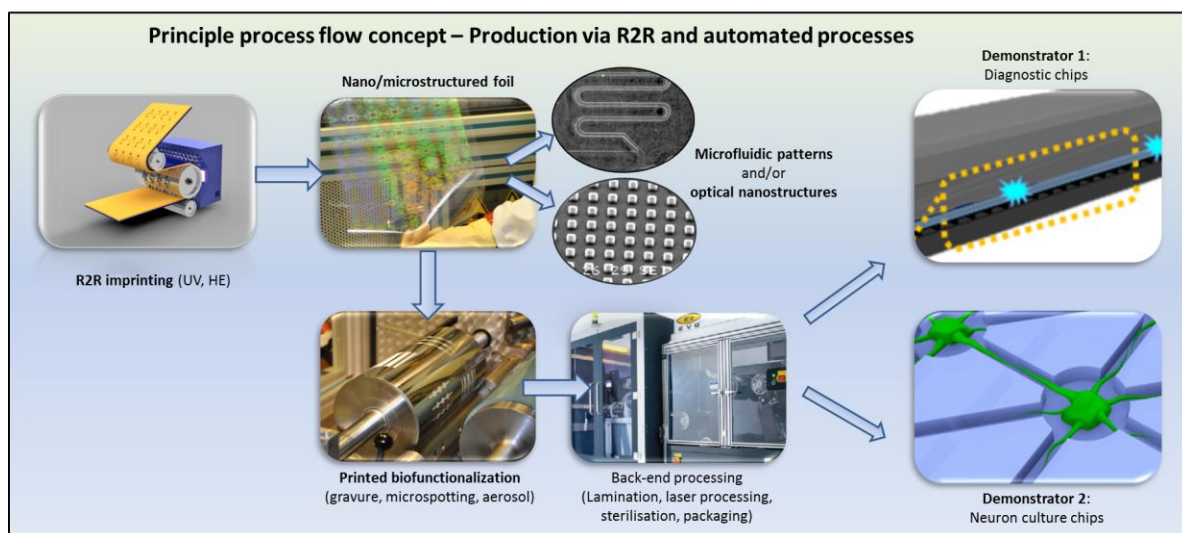 Principle process flow concept – Production via R2R and automated processes
R2R imprinting (UV, HE)
Nano/microstructured foil
Microfluidic patterns
and/or
optical nanostructures
Demonstrator 1:
Diagnostic chips
Printed biofunctionalization
(gravure, microspotting, aerosol)
EVG
Back-end processing
(Lamination, laser processing,
sterilisation, packaging)
Demonstrator 2:
Neuron culture chips